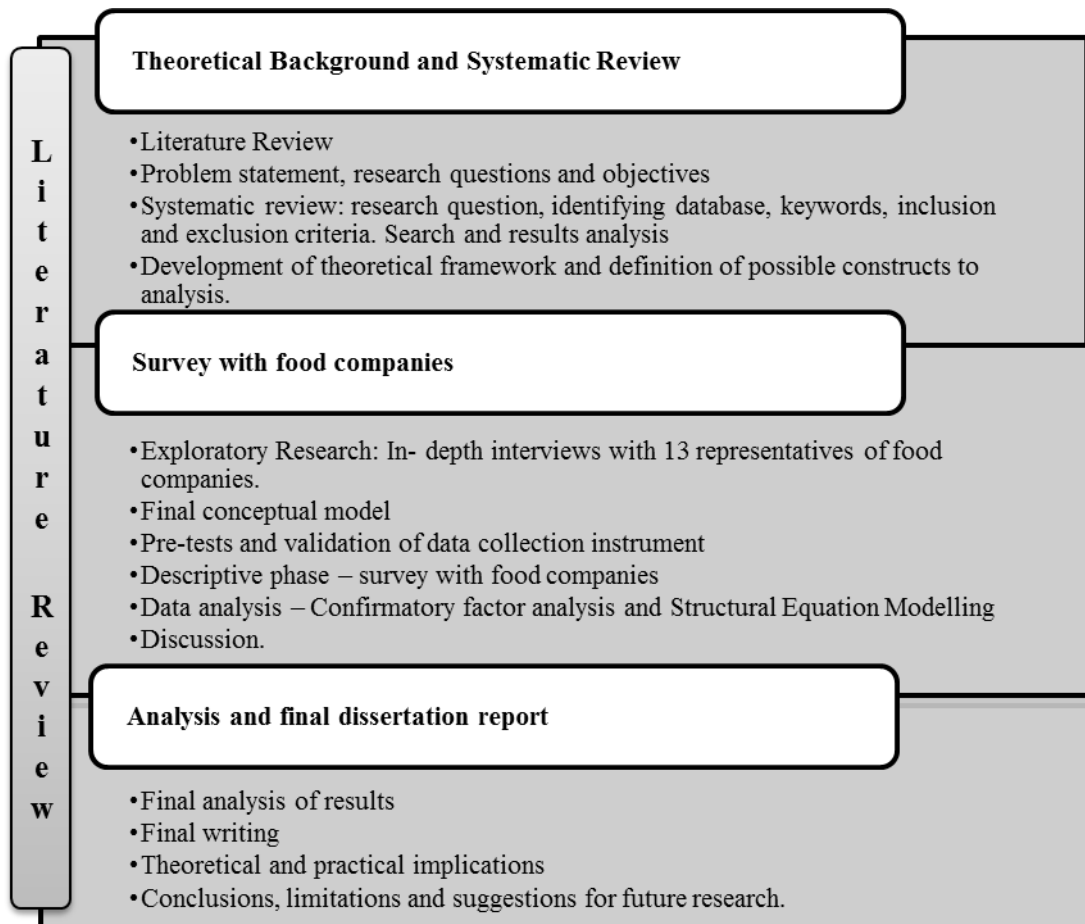 Literature Review
Theoretical Background and Systematic Review
•Literature Review
•Problem statement, research questions and objectives
•Systematic review: research question, identifying database, keywords, inclusion
and exclusion criteria. Search and results analysis
•Development of theoretical framework and definition of possible constructs to
analysis.
Survey with food companies
•Exploratory Research: In- depth interviews with 13 representatives of food
companies.
•Final conceptual model
•Pre-tests and validation of data collection instrument
•Descriptive phase – survey with food companies
•Data analysis – Confirmatory factor analysis and Structural Equation Modelling
•Discussion.
Analysis and final dissertation report
•Final analysis of results
•Final writing
•Theoretical and practical implications
•Conclusions, limitations and suggestions for future research.